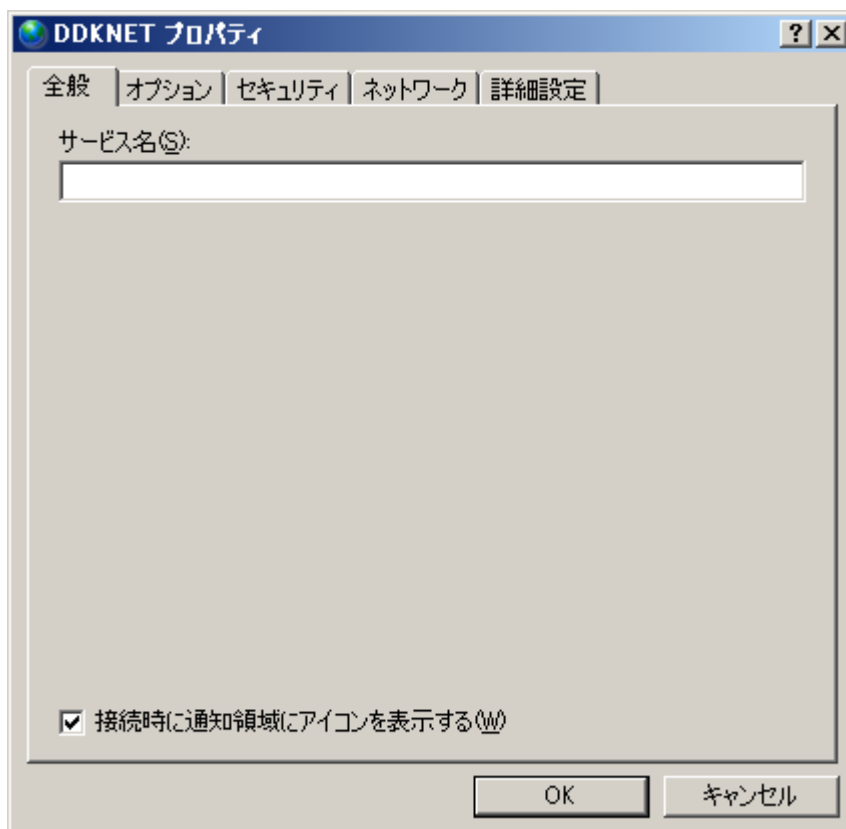 DDKNET プロパティ
全般 オプション セキュリティ ネットワーク 詳細設定
サービス名(S):
接続時に通知領域にアイコンを表示する(W)
OK キャンセル